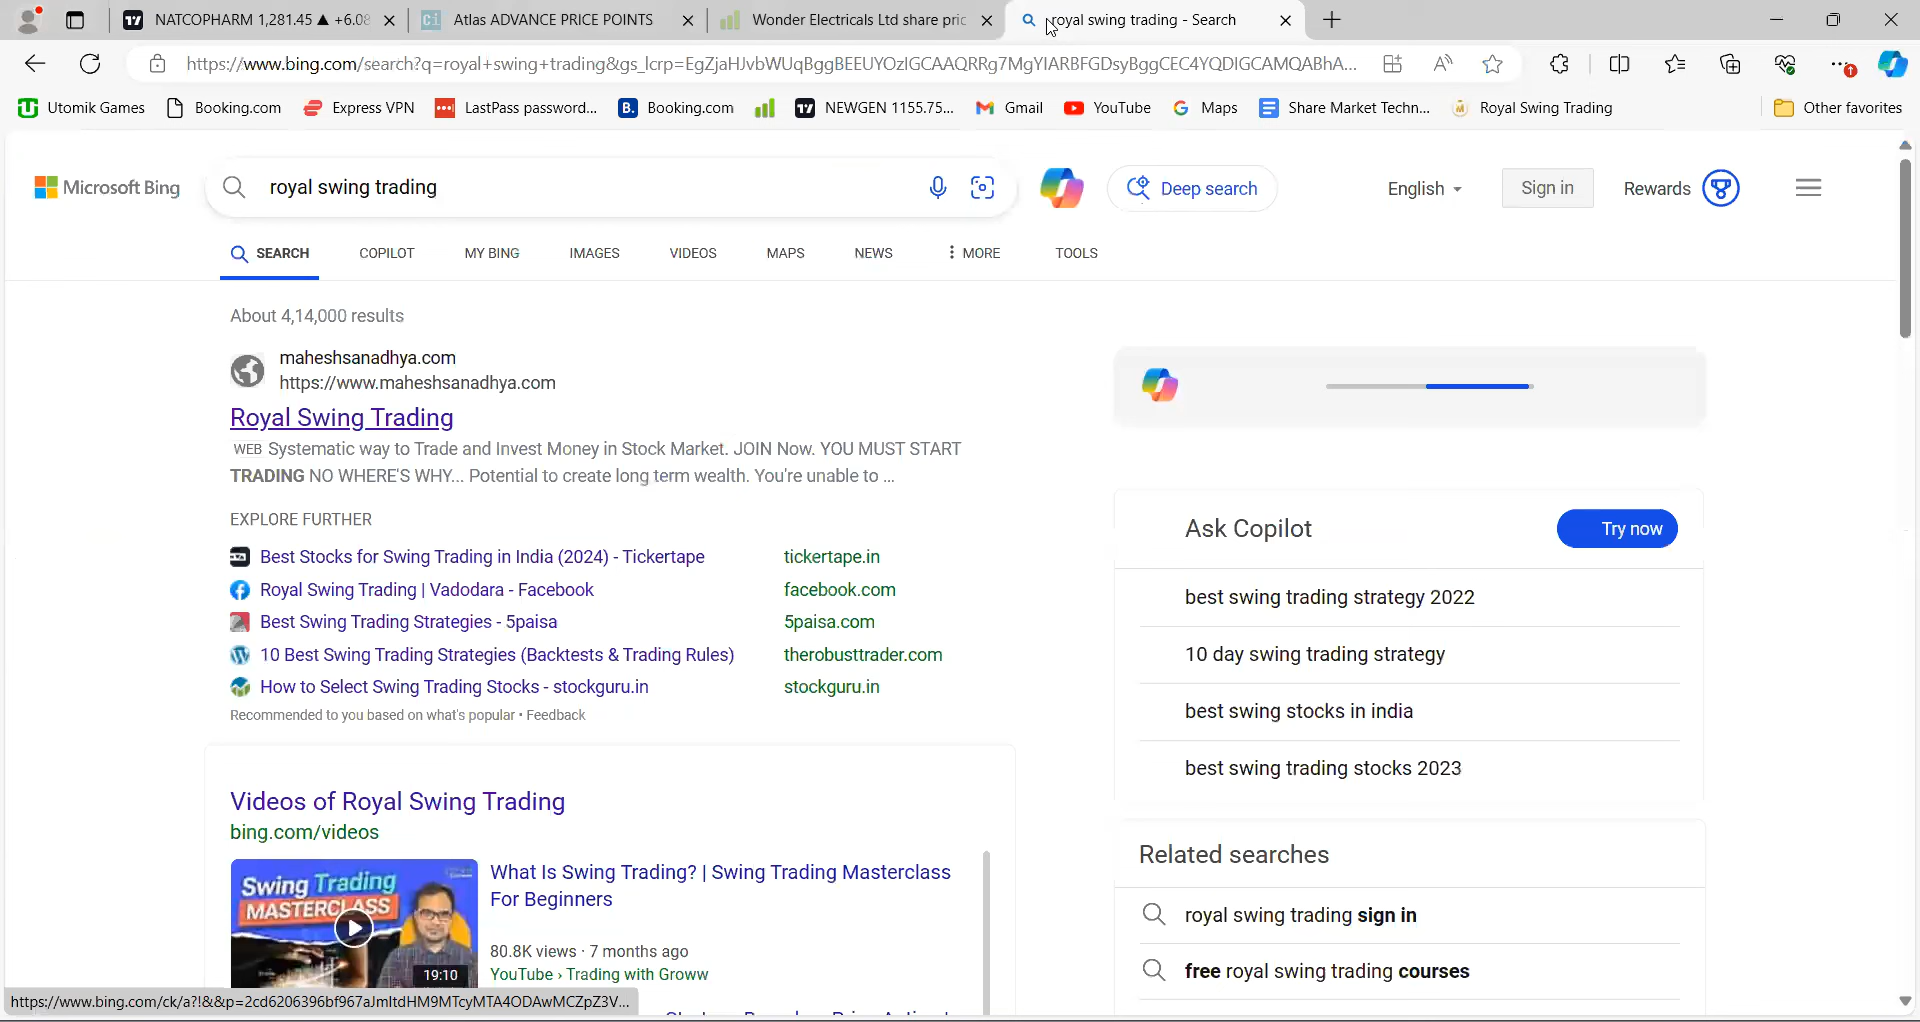 NATCOPHARM 1,281.45 ▲ +6.08
Atlas ADVANCE PRICE POINTS
Wonder Electricals Ltd share pric
royal swing trading - Search
https://www.bing.com/search?q=royal+swing+trading&gs_lcrp=EgZjaHJvbWUqBggBEEUYOzIGCAAQRRg7MgYIARBFGDsyBggCEC4YQDIGCAMQABhA...
Utomik Games
Booking.com
Express VPN
LastPass password...
Booking.com
NEWGEN 1155.75...
Gmail
YouTube
Maps
Share Market Techn...
Royal Swing Trading
Other favorites
Microsoft Bing
royal swing trading
Deep search
English
Sign in
Rewards
SEARCH
COPILOT
MY BING
IMAGES
VIDEOS
MAPS
NEWS
MORE
TOOLS
About 4,14,000 results
maheshsanadhya.com
https://www.maheshsanadhya.com
Royal Swing Trading
WEB Systematic way to Trade and Invest Money in Stock Market. JOIN Now. YOU MUST START
TRADING NO WHERE'S WHY... Potential to create long term wealth. You're unable to ...
EXPLORE FURTHER
Best Stocks for Swing Trading in India (2024) - Tickertape tickertape.in
Royal Swing Trading | Vadodara - Facebook facebook.com
Best Swing Trading Strategies - 5paisa 5paisa.com
10 Best Swing Trading Strategies (Backtests & Trading Rules) therobusttrader.com
How to Select Swing Trading Stocks - stockguru.in stockguru.in
Recommended to you based on what's popular • Feedback
Videos of Royal Swing Trading
bing.com/videos
Swing Trading
MASTERCLASS
19:10
What Is Swing Trading? | Swing Trading Masterclass
For Beginners
80.8K views · 7 months ago
YouTube › Trading with Groww
https://www.bing.com/ck/a?!&&p=2cd6206396bf967aJmltdHM9MTcyMTA4ODAwMCZpZ3V...
Ask Copilot
Try now
best swing trading strategy 2022
10 day swing trading strategy
best swing stocks in india
best swing trading stocks 2023
Related searches
royal swing trading sign in
free royal swing trading courses